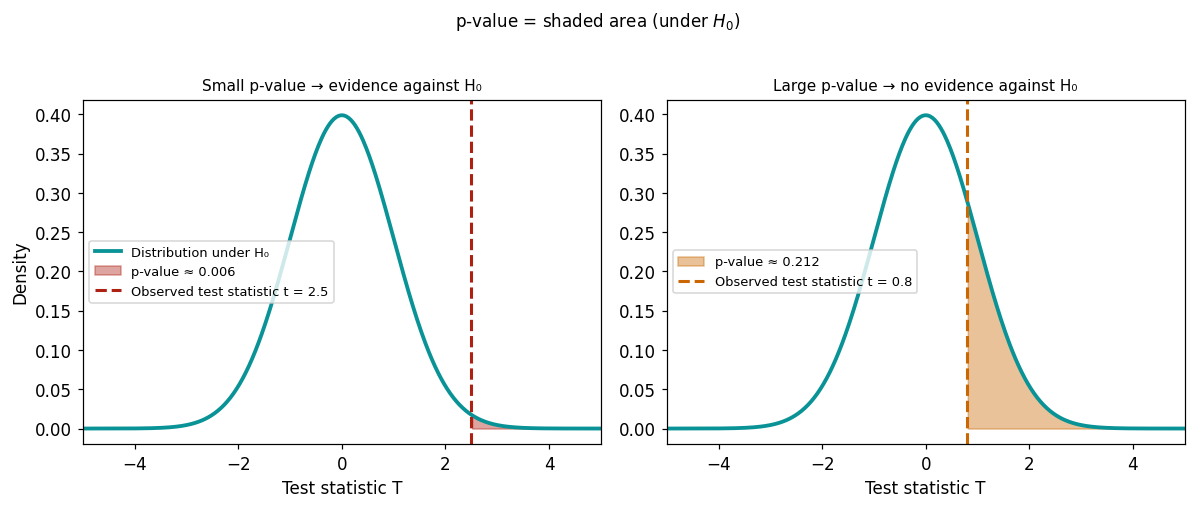 p-value = shaded area (under $H_0$)
Small p-value → evidence against H₀
0.40
0.35
0.30
0.25
0.20
0.15
0.10
0.05
0.00
Density
Distribution under H₀
p-value ≈ 0.006
Observed test statistic t = 2.5
−4 −2 0 2 4
Test statistic T
Large p-value → no evidence against H₀
0.40
0.35
0.30
0.25
0.20
0.15
0.10
0.05
0.00
p-value ≈ 0.212
Observed test statistic t = 0.8
−4 −2 0 2 4
Test statistic T